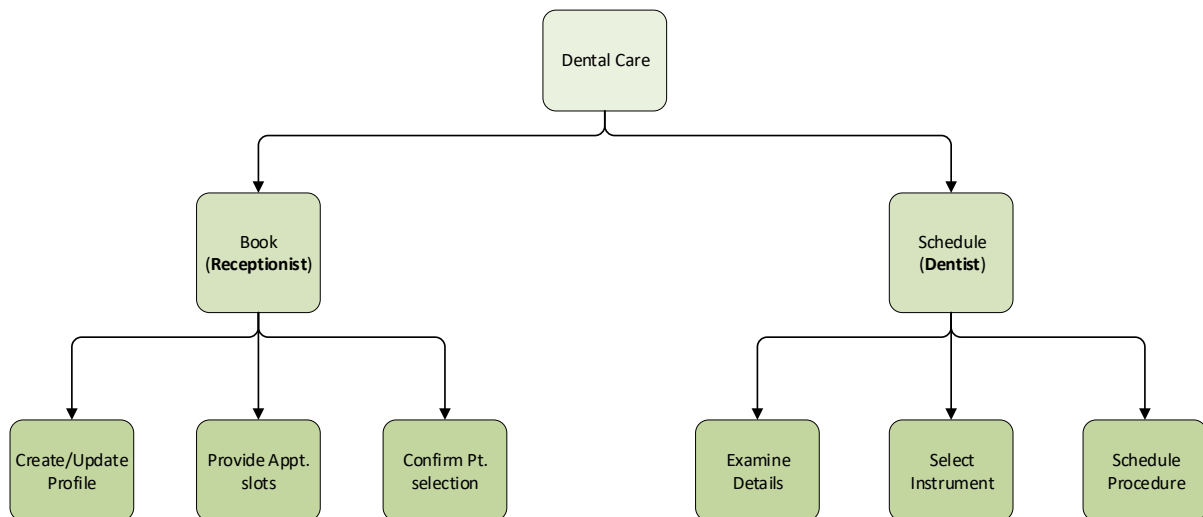 Dental Care
Book
(Receptionist)
Schedule
(Dentist)
Create/Update
Profile
Provide Appt.
slots
Confirm Pt.
selection
Examine
Details
Select
Instrument
Schedule
Procedure